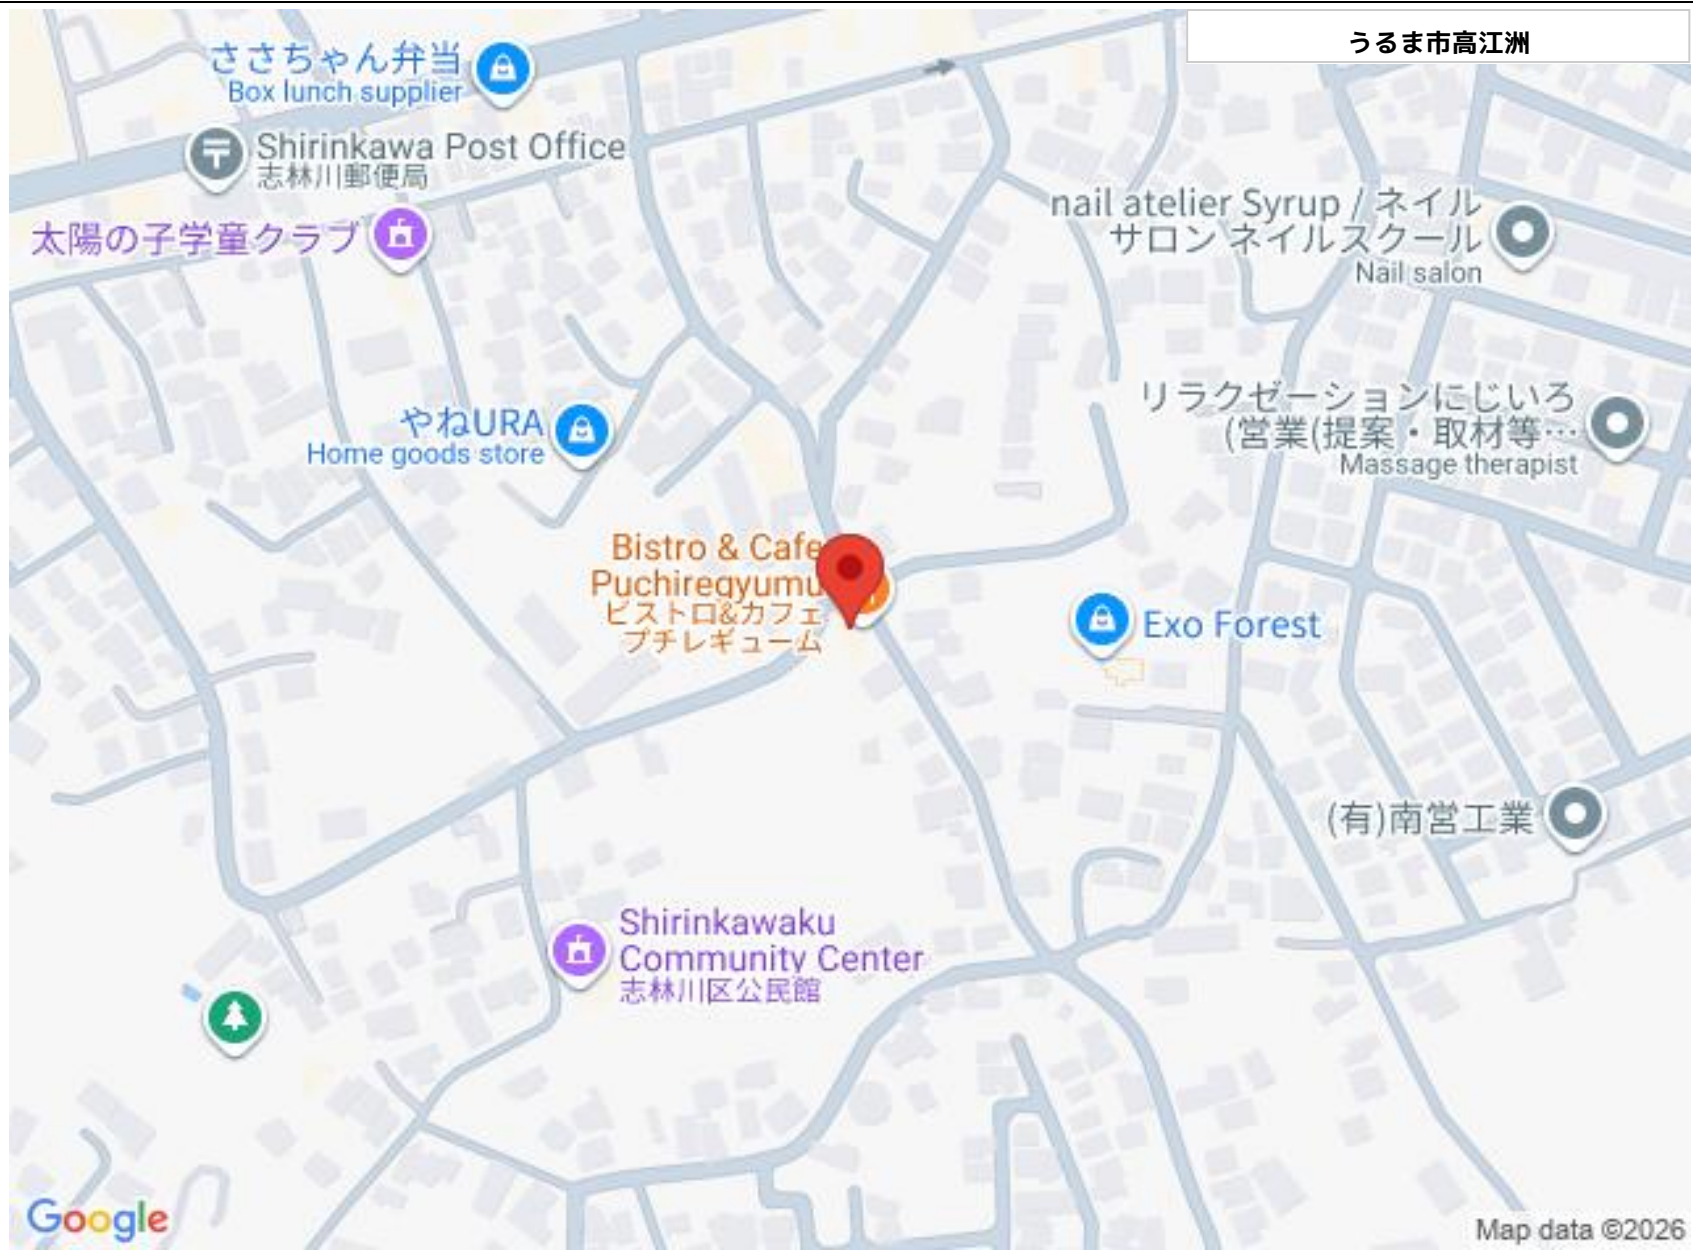 うるま市高江洲
ささちゃん弁当
Box lunch supplier
Shirinkawa Post Office
志林川郵便局
太陽の子学童クラブ
nail atelier Syrup / ネイル
サロン ネイルスクール
Nail salon
リラクゼーションにじいろ
(営業(提案・取材等…
Massage therapist
やねURA
Home goods store
Bistro & Cafe
Puchiregyumu
ビストロ&カフェ
プチレギューム
Exo Forest
(有)南営工業
Shirinkawaku
Community Center
志林川区公民館
Google
Map data ©2026